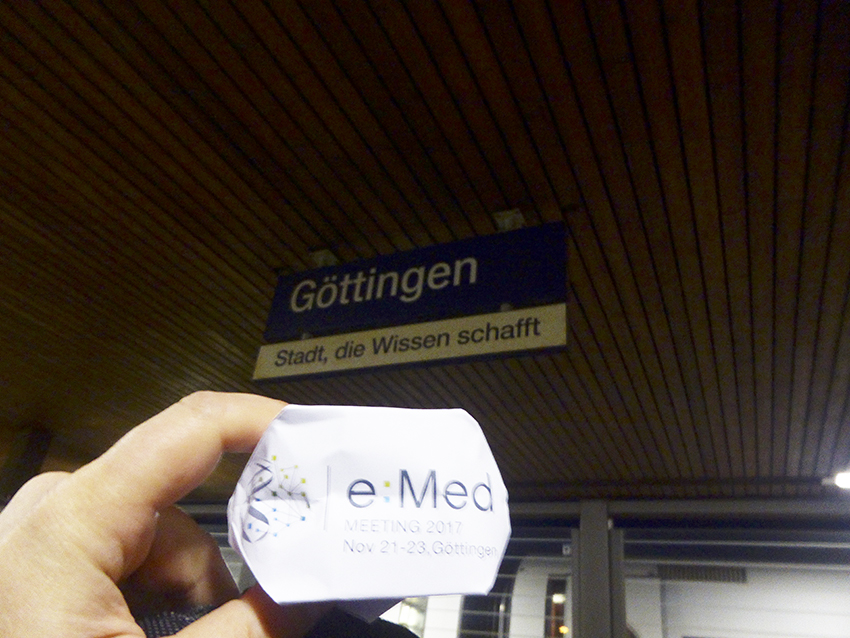 Göttingen
Stadt, die Wissen schafft
e:Med
MEETING 2017
Nov 21-23, Göttingen